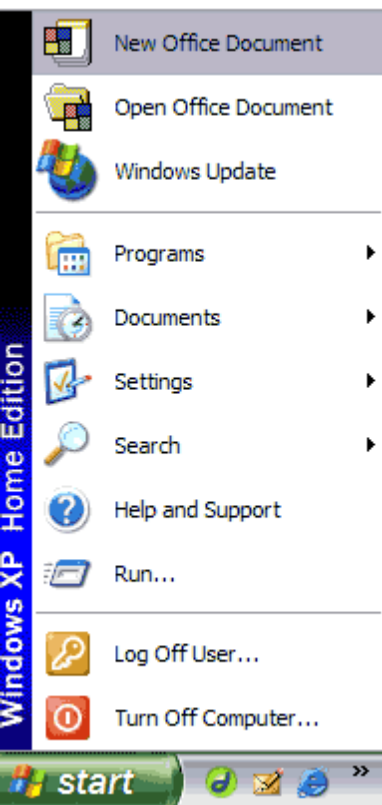 New Office Document
Open Office Document
Windows Update
Programs
Documents
Settings
Search
Help and Support
Run...
Log Off User...
Turn Off Computer...
Windows XP Home Edition
start
»